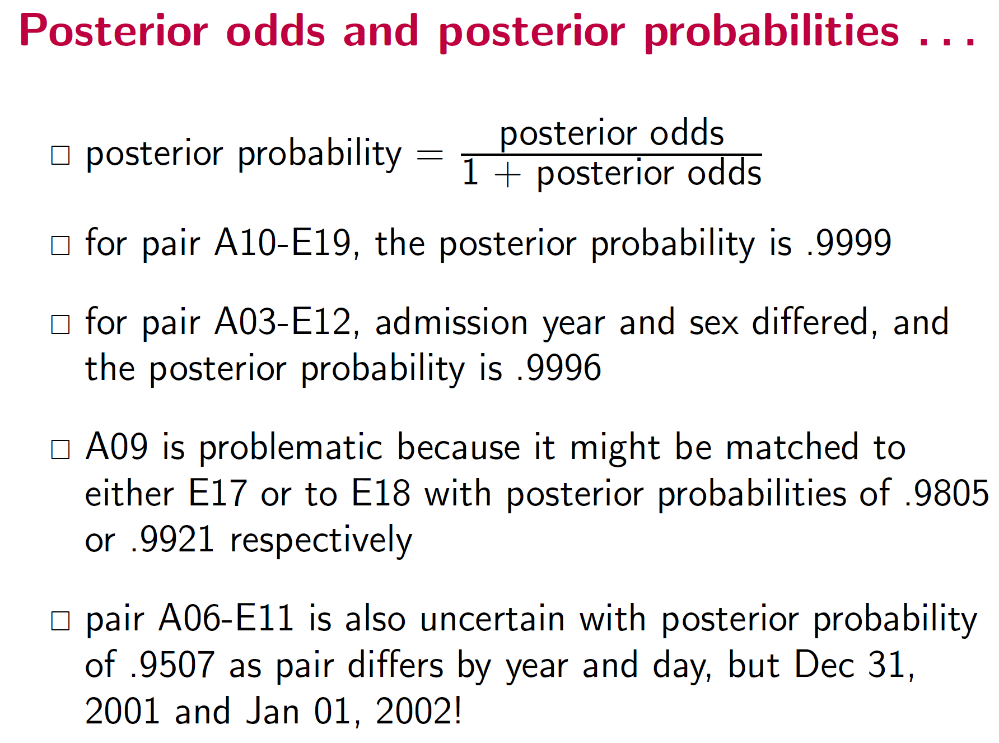 Posterior odds and posterior probabilities . . .
□ posterior probability = posterior odds / 1 + posterior odds
□ for pair A10-E19, the posterior probability is .9999
□ for pair A03-E12, admission year and sex differed, and
the posterior probability is .9996
□ A09 is problematic because it might be matched to
either E17 or to E18 with posterior probabilities of .9805
or .9921 respectively
□ pair A06-E11 is also uncertain with posterior probability
of .9507 as pair differs by year and day, but Dec 31,
2001 and Jan 01, 2002!